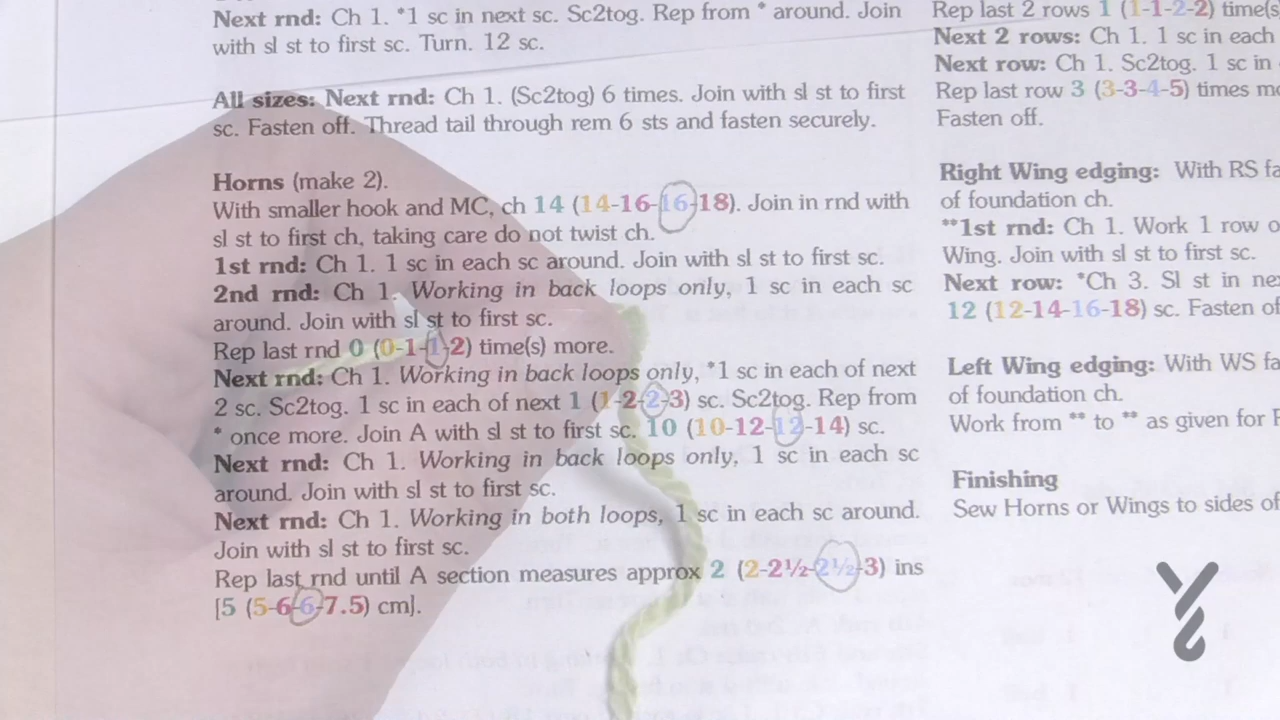 Next rnd: Ch 1. *1 sc in next sc. Sc2tog. Rep from * around. Join
with sl st to first sc. Turn. 12 sc.
All sizes: Next rnd: Ch 1. (Sc2tog) 6 times. Join with sl st to first
sc. Fasten off. Thread tail through rem 6 sts and fasten securely.
Horns (make 2).
With smaller hook and MC, ch 14 (14-16-16-18). Join in rnd with
sl st to first ch, taking care do not twist ch.
1st rnd: Ch 1. 1 sc in each sc around. Join with sl st to first sc.
2nd rnd: Ch 1. Working in back loops only, 1 sc in each sc
around. Join with sl st to first sc.
Rep last rnd 0 (0-1-1-2) time(s) more.
Next rnd: Ch 1. Working in back loops only, *1 sc in each of next
2 sc. Sc2tog. 1 sc in each of next 1 (1-2-2-3) sc. Sc2tog. Rep from
* once more. Join A with sl st to first sc. 10 (10-12-12-14) sc.
Next rnd: Ch 1. Working in back loops only, 1 sc in each sc
around. Join with sl st to first sc.
Next rnd: Ch 1. Working in both loops, 1 sc in each sc around.
Join with sl st to first sc.
Rep last rnd until A section measures approx 2 (2-2½-2½-3) ins
[5 (5-6-6-7.5) cm].
Rep last 2 rows 1 (1-1-2-2) time(s
Next 2 rows: Ch 1. 1 sc in each
Next row: Ch 1. Sc2tog. 1 sc in
Rep last row 3 (3-3-4-5) times mo
Fasten off.
Right Wing edging: With RS fa
of foundation ch.
**1st rnd: Ch 1. Work 1 row o
Wing. Join with sl st to first sc.
Next row: *Ch 3. Sl st in ne
12 (12-14-16-18) sc. Fasten of
Left Wing edging: With WS fa
of foundation ch.
Work from ** to ** as given for
Finishing
Sew Horns or Wings to sides of